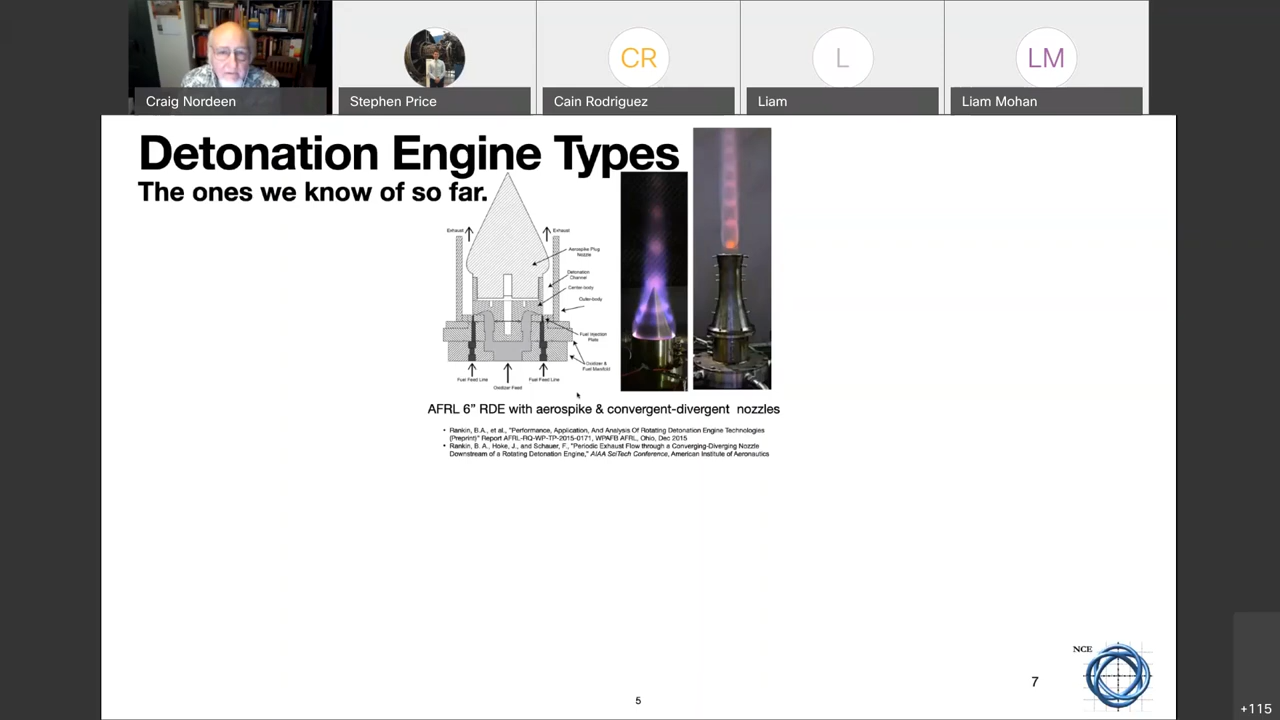 CR
L
LM
Craig Nordeen
Stephen Price
Cain Rodriguez
Liam
Liam Mohan
Detonation Engine Types
The ones we know of so far.
Exhaust
Exhaust
Aerospike Plug
Nozzle
Detonation
Channel
Center-body
Outer-body
Fuel Injection
Plate
Oxidizer &
Fuel Manifold
Fuel Feed Line
Fuel Feed Line
Oxidizer Feed
AFRL 6” RDE with aerospike & convergent-divergent nozzles
• Rankin, B.A., et al., “Performance, Application, And Analysis Of Rotating Detonation Engine Technologies
(Preprint)” Report AFRL-RQ-WP-TP-2015-0171, WPAFB AFRL, Ohio, Dec 2015
• Rankin, B. A., Hoke, J., and Schauer, F., “Periodic Exhaust Flow through a Converging-Diverging Nozzle
Downstream of a Rotating Detonation Engine,” AIAA SciTech Conference, American Institute of Aeronautics
NCE
7
5
+115